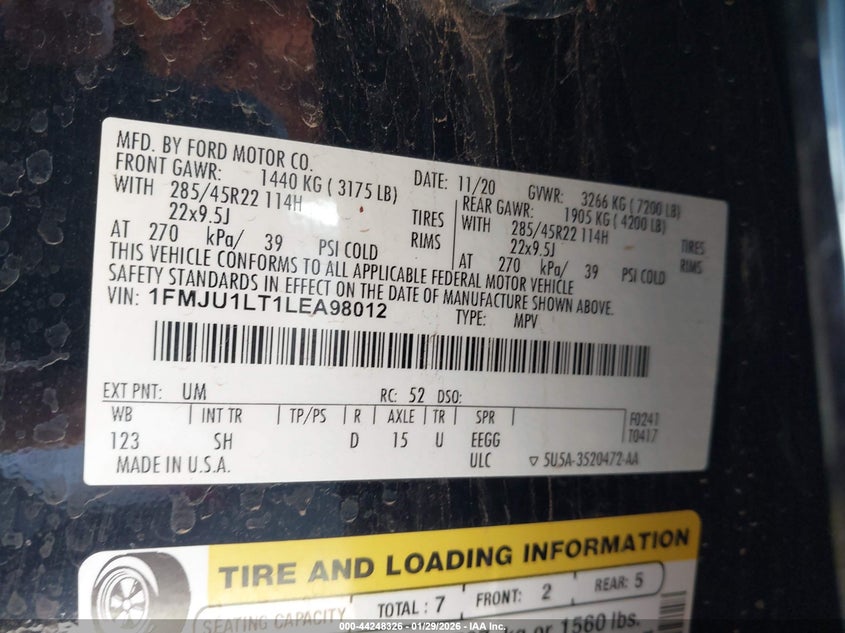 MFD. BY FORD MOTOR CO.
DATE: 11/20 GVWR: 3266 KG ( 7200 LB)
FRONT GAWR: 1440 KG ( 3175 LB)
REAR GAWR: 1905 KG ( 4200 LB)
WITH 285/45R22 114H TIRES
WITH 285/45R22 114H TIRES
22x9.5J RIMS
22x9.5J RIMS
AT 270 kPa/ 39 PSI COLD
AT 270 kPa/ 39 PSI COLD
THIS VEHICLE CONFORMS TO ALL APPLICABLE FEDERAL MOTOR VEHICLE
SAFETY STANDARDS IN EFFECT ON THE DATE OF MANUFACTURE SHOWN ABOVE.
VIN: 1FMJU1LT1LEA98012 TYPE: MPV
EXT PNT: UM RC: 52 DSO:
WB INT TR TP/PS R AXLE TR SPR F0241
123 SH D 15 U EEGG T0417
MADE IN U.S.A. ULC ▽ 5U5A-3520472-AA
TIRE AND LOADING INFORMATION
SEATING CAPACITY TOTAL : 7 FRONT: 2 REAR: 5
kg or 1560 lbs.
000-44248326 - 01/29/2026 - IAA Inc.